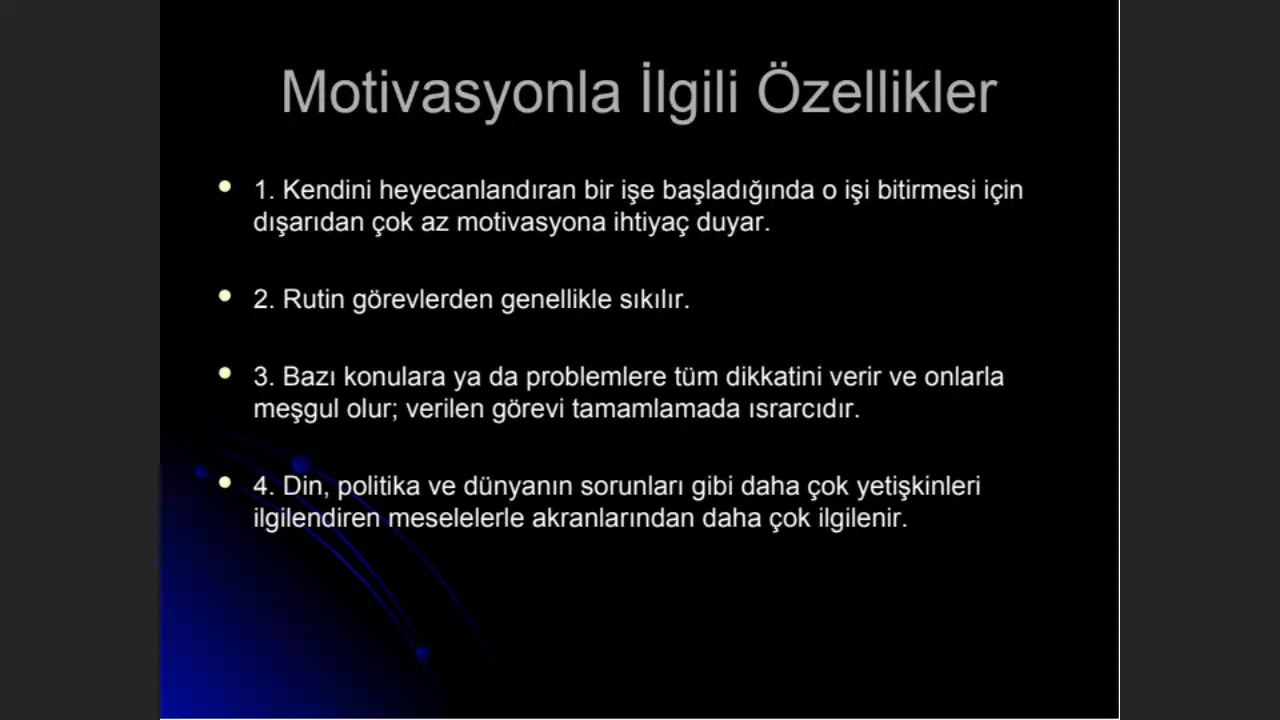 Motivasyonla İlgili Özellikler
1. Kendini heyecanlandıran bir işe başladığında o işi bitirmesi için
dışarıdan çok az motivasyona ihtiyaç duyar.
2. Rutin görevlerden genellikle sıkılır.
3. Bazı konulara ya da problemlere tüm dikkatini verir ve onlarla
meşgul olur; verilen görevi tamamlamada ısrarcıdır.
4. Din, politika ve dünyanın sorunları gibi daha çok yetişkinleri
ilgilendiren meselelerle akranlarından daha çok ilgilenir.